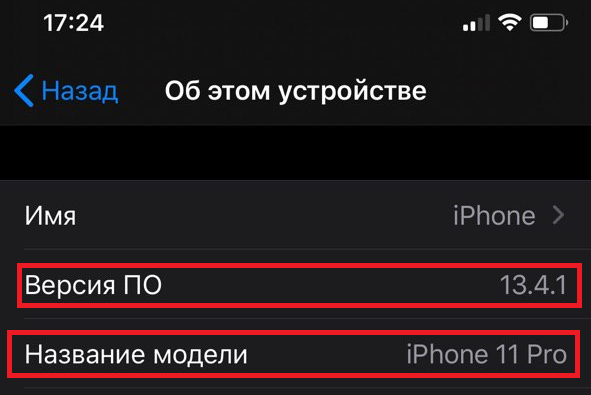 17:24
Назад Об этом устройстве
Имя iPhone
Версия ПО 13.4.1
Название модели iPhone 11 Pro